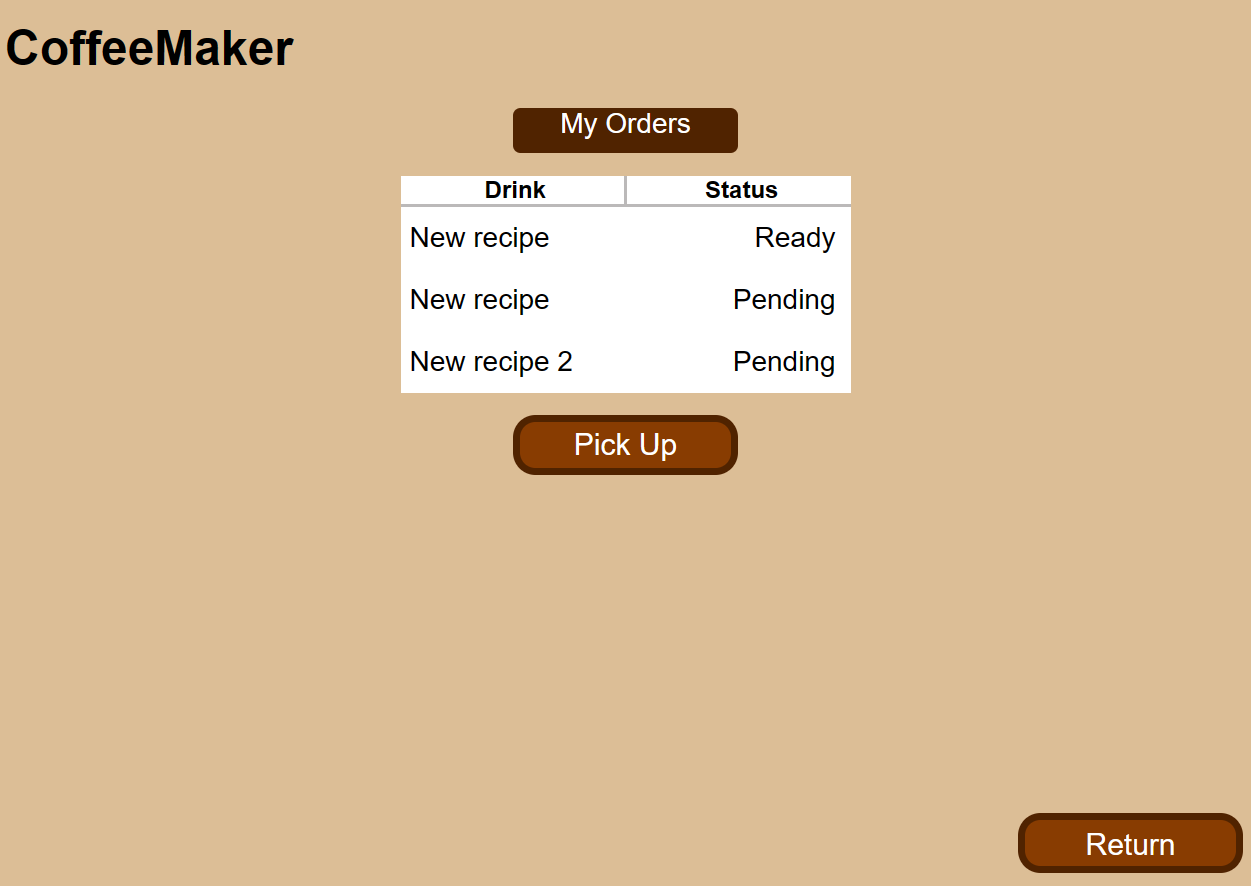 CoffeeMaker
My Orders
Drink Status
New recipe Ready
New recipe Pending
New recipe 2 Pending
Pick Up
Return